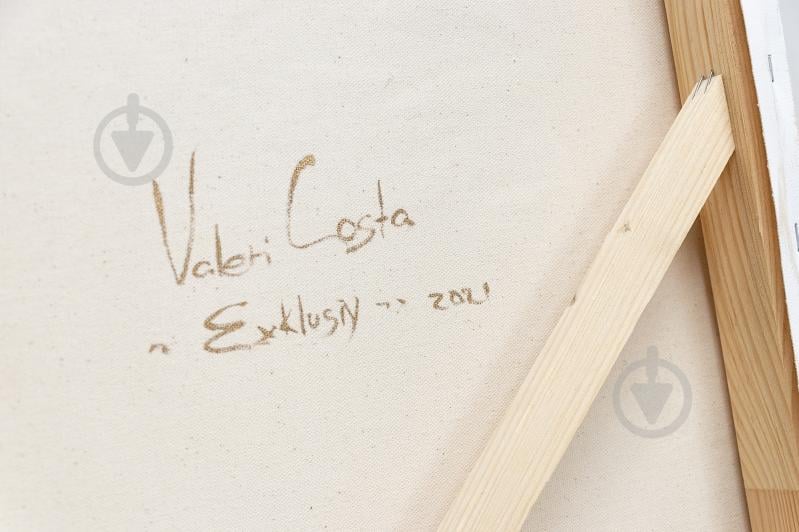 Valeri Costa
" Exklusiv " 2021